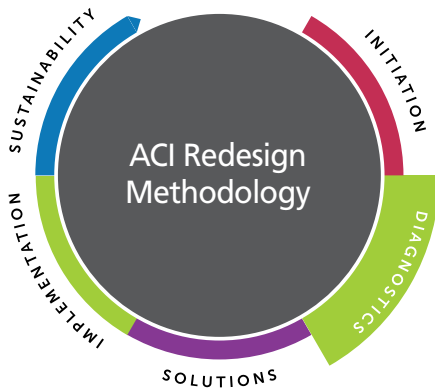 ACI Redesign
Methodology
INITIATION
DIAGNOSTICS
SOLUTIONS
IMPLEMENTATION
SUSTAINABILITY